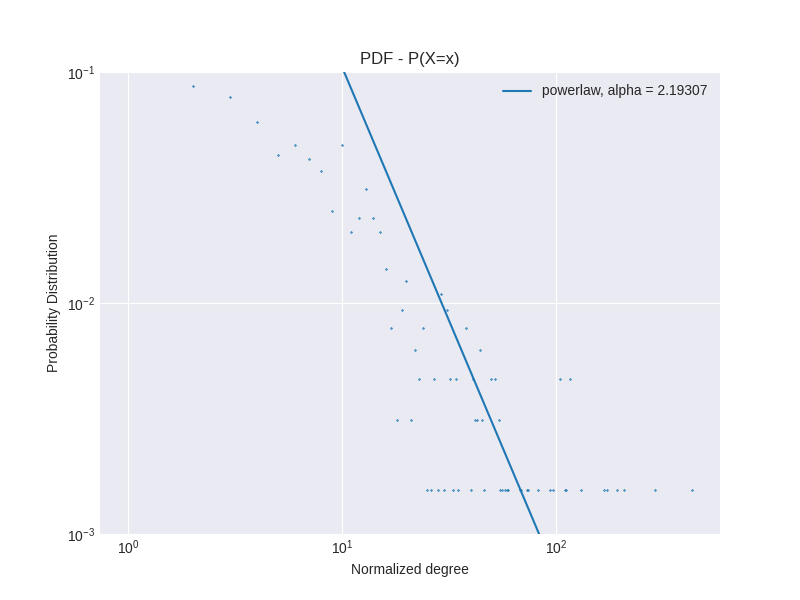 PDF - P(X=x)
10⁻¹
powerlaw, alpha = 2.19307
Probability Distribution
10⁻²
10⁻³
10⁰
10¹
10²
Normalized degree